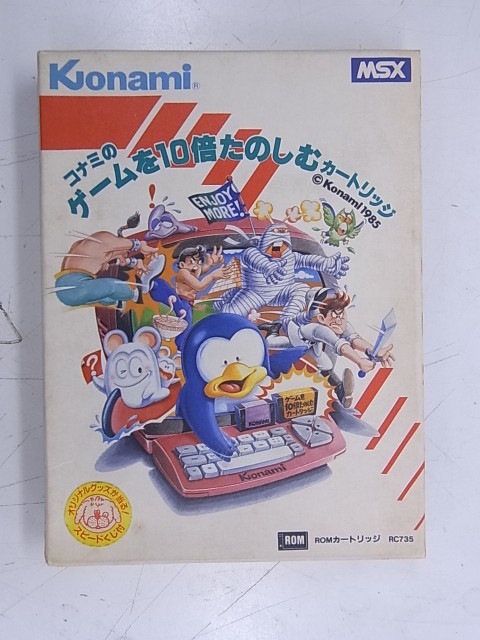 Konami®
MSX
コナミの
ゲームを10倍たのしむカートリッジ
©Konami 1985
ENJOY
MORE!
?
KONAMI
ゲームを
10倍たのしむ
カートリッジ
Konami
オリジナルグッズが当る
スピードくじ付
ROM
ROMカートリッジ RC735